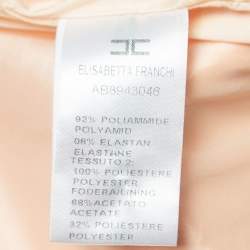 ELISABETTA FRANCHI
AB8943046
92% POLIAMMIDE
POLYAMID
08% ELASTAN
ELASTANE
TESSUTO 2:
100% POLIESTERE
POLYESTER
FODERA/LINING
68% ACETATO
ACETATE
32% POLIESTERE
POLYESTER